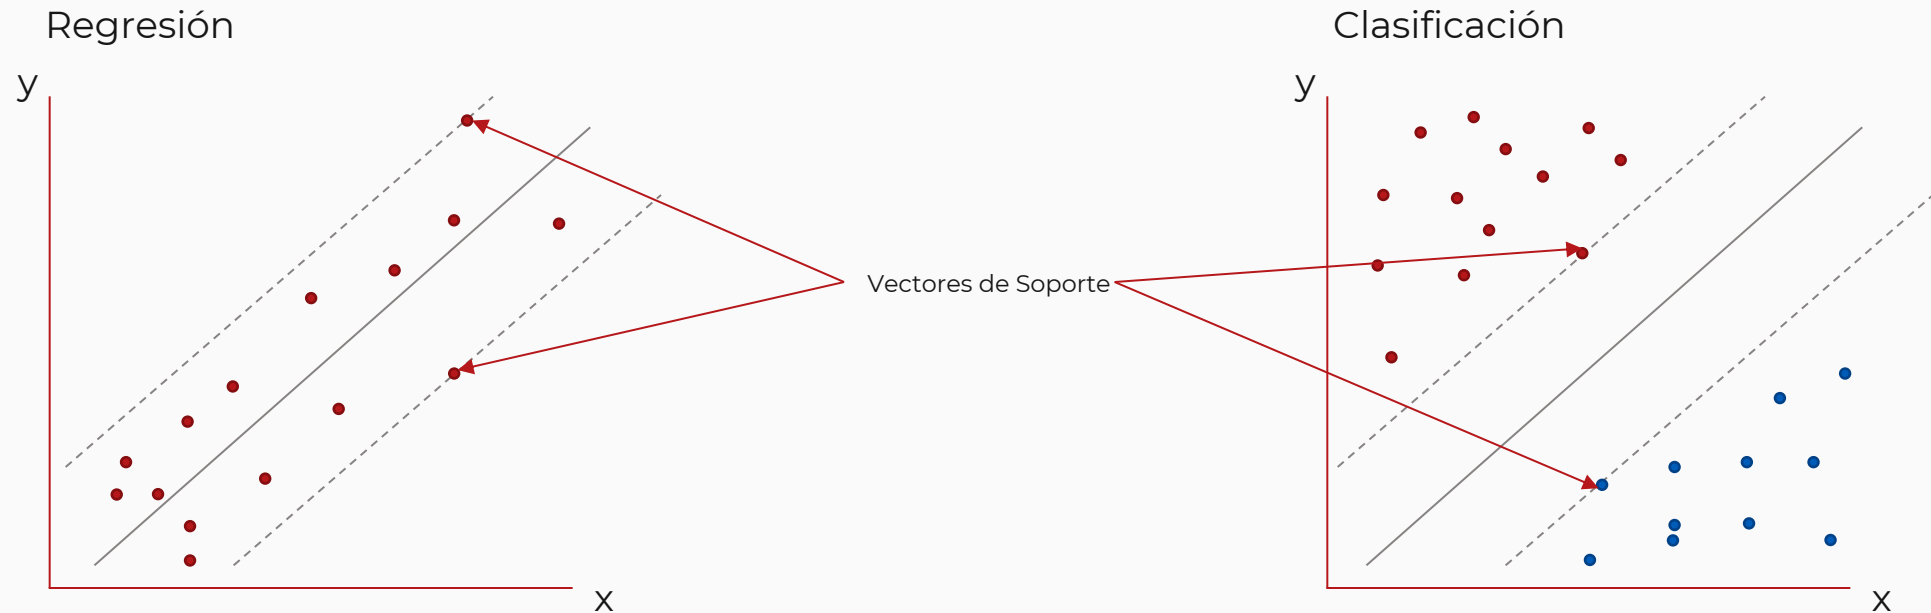 Regresión
y
x
Vectores de Soporte
Clasificación
y
x